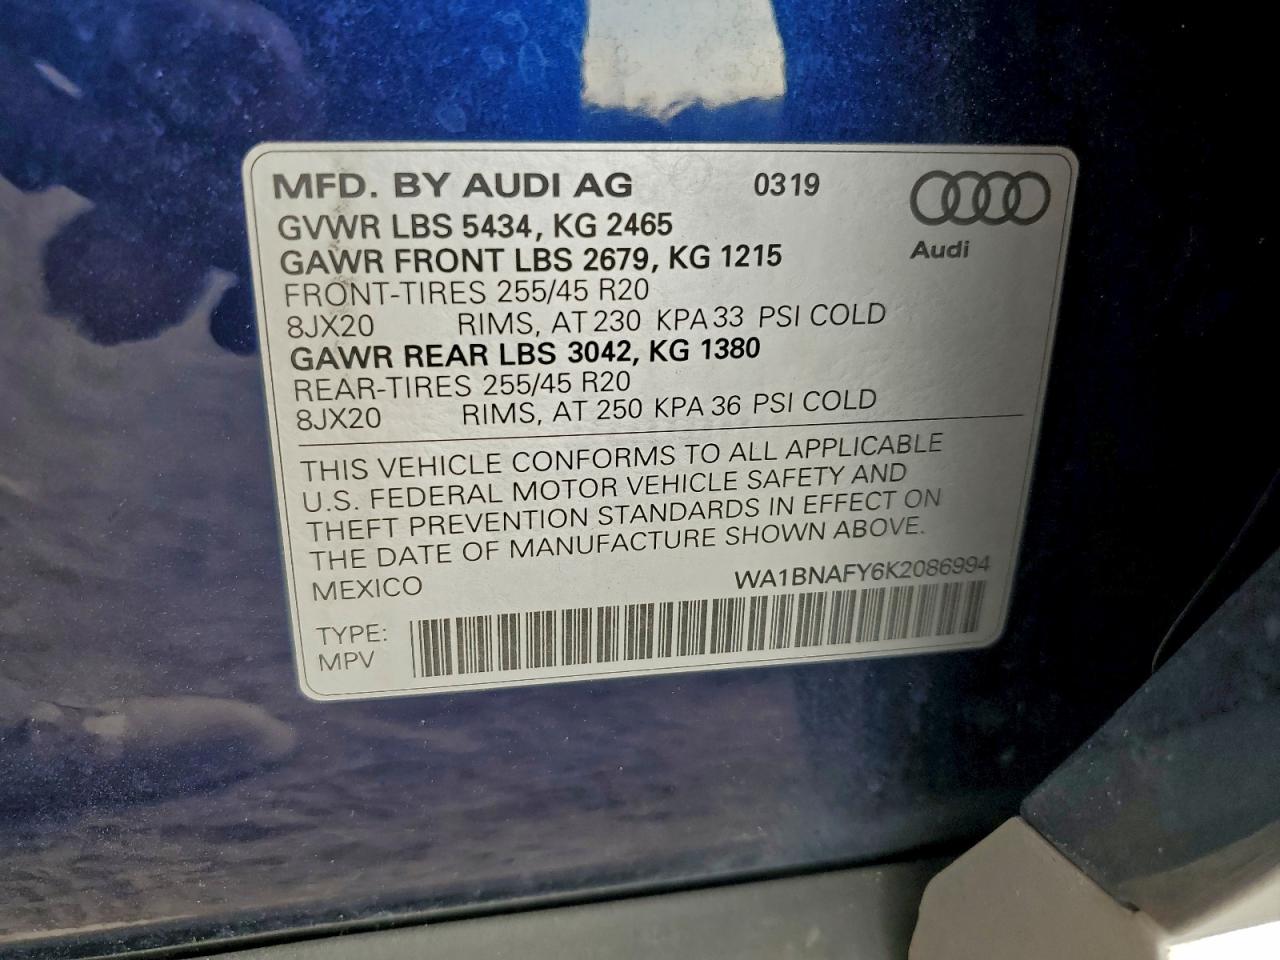 MFD. BY AUDI AG 0319
GVWR LBS 5434, KG 2465
GAWR FRONT LBS 2679, KG 1215
Audi
FRONT-TIRES 255/45 R20
8JX20 RIMS, AT 230 KPA 33 PSI COLD
GAWR REAR LBS 3042, KG 1380
REAR-TIRES 255/45 R20
8JX20 RIMS, AT 250 KPA 36 PSI COLD
THIS VEHICLE CONFORMS TO ALL APPLICABLE
U.S. FEDERAL MOTOR VEHICLE SAFETY AND
THEFT PREVENTION STANDARDS IN EFFECT ON
THE DATE OF MANUFACTURE SHOWN ABOVE.
MEXICO WA1BNAFY6K2086994
TYPE:
MPV